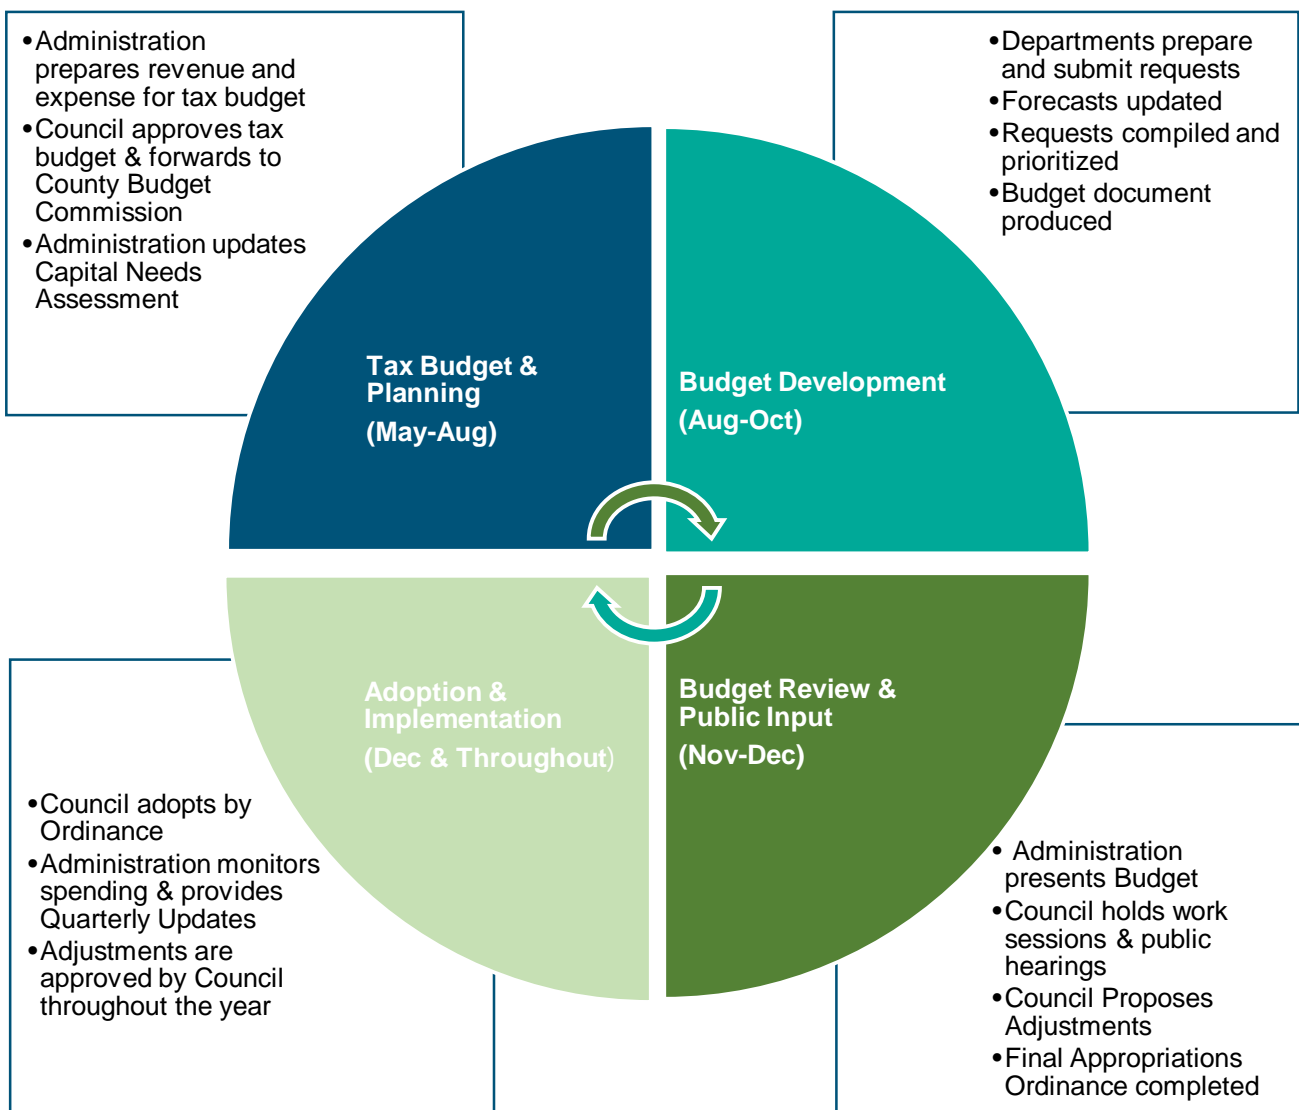 •Administration
prepares revenue and
expense for tax budget
•Council approves tax
budget & forwards to
County Budget
Commission
•Administration updates
Capital Needs
Assessment
•Departments prepare
and submit requests
•Forecasts updated
•Requests compiled and
prioritized
•Budget document
produced
Tax Budget &
Planning
(May-Aug)
Budget Development
(Aug-Oct)
Adoption &
Implementation
(Dec & Throughout)
Budget Review &
Public Input
(Nov-Dec)
•Council adopts by
Ordinance
•Administration monitors
spending & provides
Quarterly Updates
•Adjustments are
approved by Council
throughout the year
• Administration
presents Budget
•Council holds work
sessions & public
hearings
•Council Proposes
Adjustments
•Final Appropriations
Ordinance completed